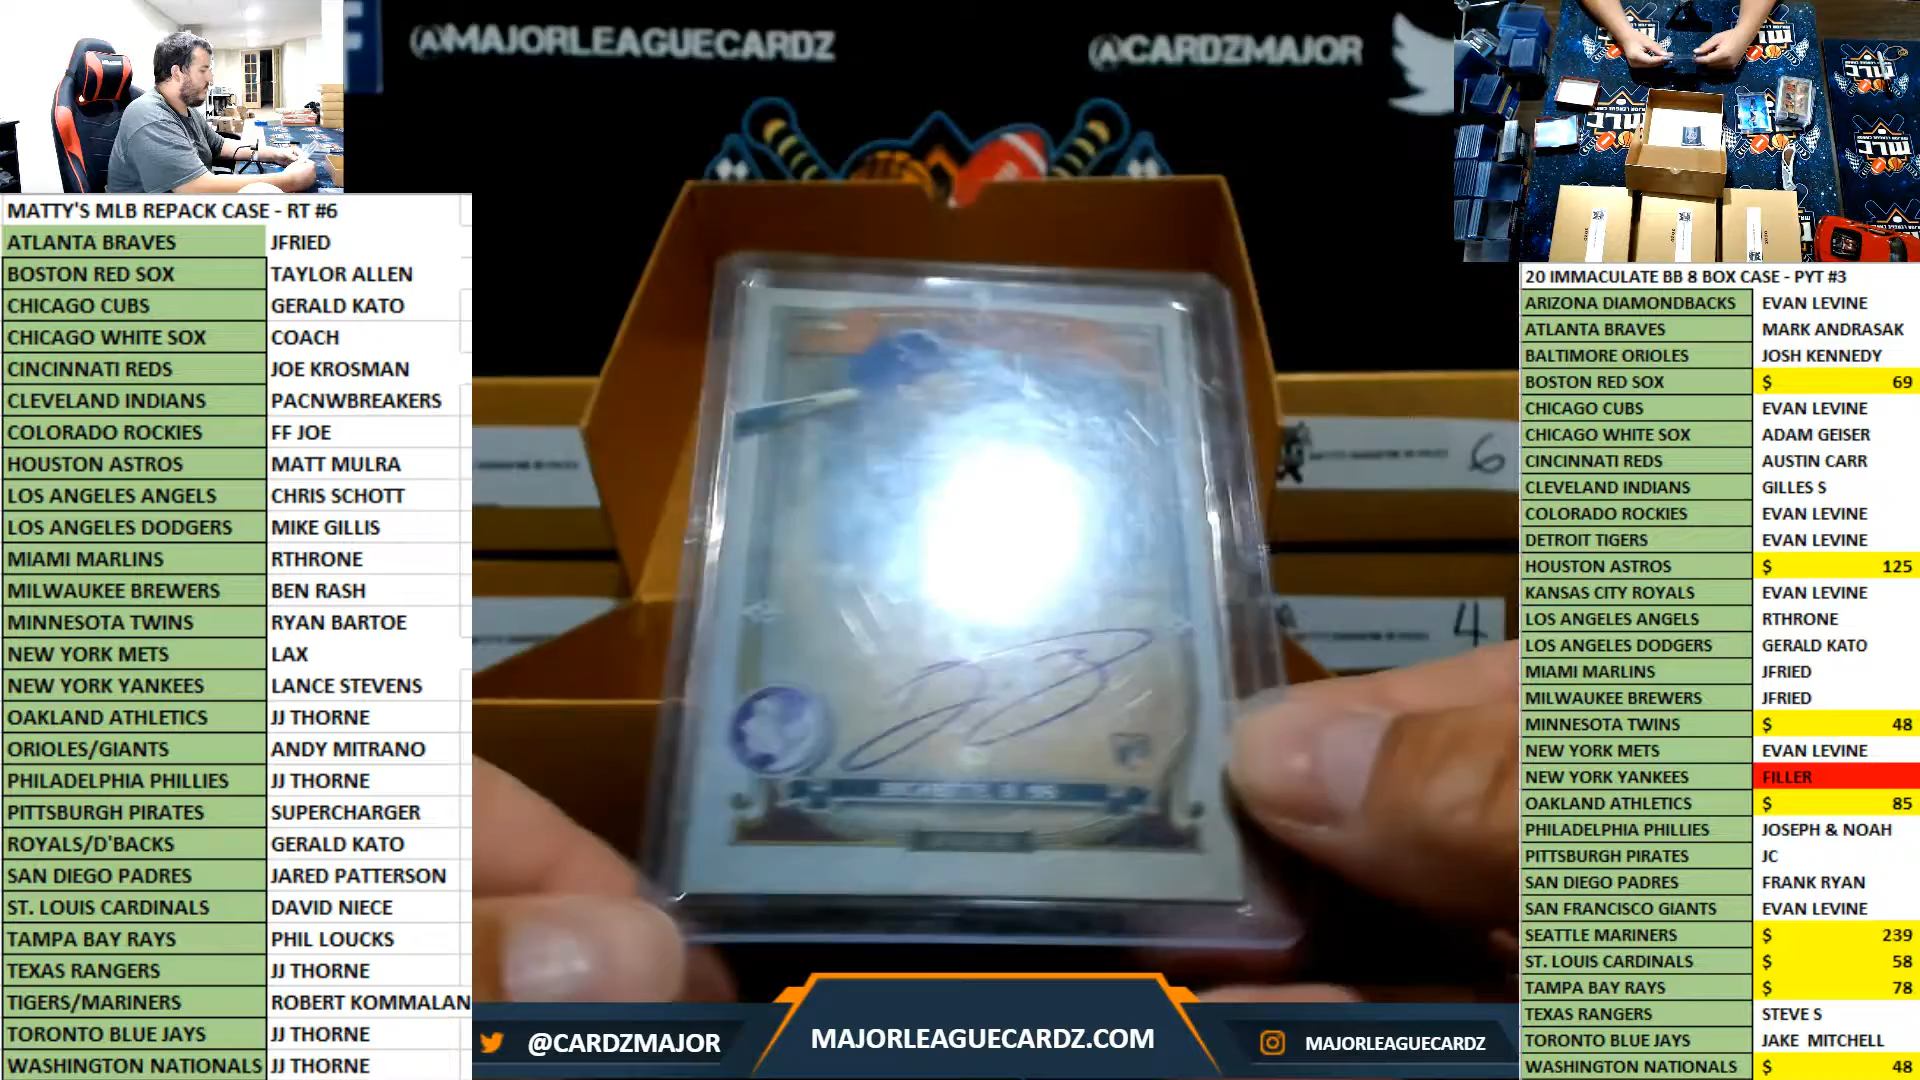 @MAJORLEAGUECARDZ
@CARDZMAJOR
MATTY'S MLB REPACK CASE - RT #6
ATLANTA BRAVES JFRIED
BOSTON RED SOX TAYLOR ALLEN
CHICAGO CUBS GERALD KATO
CHICAGO WHITE SOX COACH
CINCINNATI REDS JOE KROSMAN
CLEVELAND INDIANS PACNWBREAKERS
COLORADO ROCKIES FF JOE
HOUSTON ASTROS MATT MULRA
LOS ANGELES ANGELS CHRIS SCHOTT
LOS ANGELES DODGERS MIKE GILLIS
MIAMI MARLINS RTHRONE
MILWAUKEE BREWERS BEN RASH
MINNESOTA TWINS RYAN BARTOE
NEW YORK METS LAX
NEW YORK YANKEES LANCE STEVENS
OAKLAND ATHLETICS JJ THORNE
ORIOLES/GIANTS ANDY MITRANO
PHILADELPHIA PHILLIES JJ THORNE
PITTSBURGH PIRATES SUPERCHARGER
ROYALS/D'BACKS GERALD KATO
SAN DIEGO PADRES JARED PATTERSON
ST. LOUIS CARDINALS DAVID NIECE
TAMPA BAY RAYS PHIL LOUCKS
TEXAS RANGERS JJ THORNE
TIGERS/MARINERS ROBERT KOMMALAN
TORONTO BLUE JAYS JJ THORNE
WASHINGTON NATIONALS JJ THORNE
6
4
@CARDZMAJOR
MAJORLEAGUECARDZ.COM
MAJORLEAGUECARDZ
20 IMMACULATE BB 8 BOX CASE - PYT #3
ARIZONA DIAMONDBACKS EVAN LEVINE
ATLANTA BRAVES MARK ANDRASAK
BALTIMORE ORIOLES JOSH KENNEDY
BOSTON RED SOX $ 69
CHICAGO CUBS EVAN LEVINE
CHICAGO WHITE SOX ADAM GEISER
CINCINNATI REDS AUSTIN CARR
CLEVELAND INDIANS GILLES S
COLORADO ROCKIES EVAN LEVINE
DETROIT TIGERS EVAN LEVINE
HOUSTON ASTROS $ 125
KANSAS CITY ROYALS EVAN LEVINE
LOS ANGELES ANGELS RTHRONE
LOS ANGELES DODGERS GERALD KATO
MIAMI MARLINS JFRIED
MILWAUKEE BREWERS JFRIED
MINNESOTA TWINS $ 48
NEW YORK METS EVAN LEVINE
NEW YORK YANKEES FILLER
OAKLAND ATHLETICS $ 85
PHILADELPHIA PHILLIES JOSEPH & NOAH
PITTSBURGH PIRATES JC
SAN DIEGO PADRES FRANK RYAN
SAN FRANCISCO GIANTS EVAN LEVINE
SEATTLE MARINERS $ 239
ST. LOUIS CARDINALS $ 58
TAMPA BAY RAYS $ 78
TEXAS RANGERS STEVE S
TORONTO BLUE JAYS JAKE MITCHELL
WASHINGTON NATIONALS $ 48